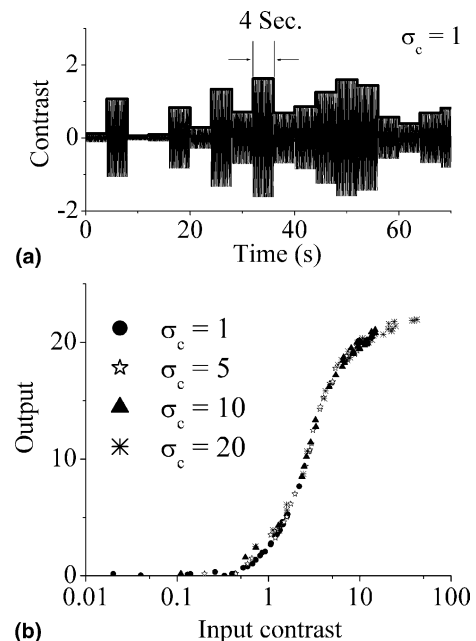 4 Sec.
σc = 1
Contrast
2
0
-2
0
20
40
60
Time (s)
(a)
σc = 1
σc = 5
σc = 10
σc = 20
Output
20
10
0
0.01
0.1
1
10
100
Input contrast
(b)